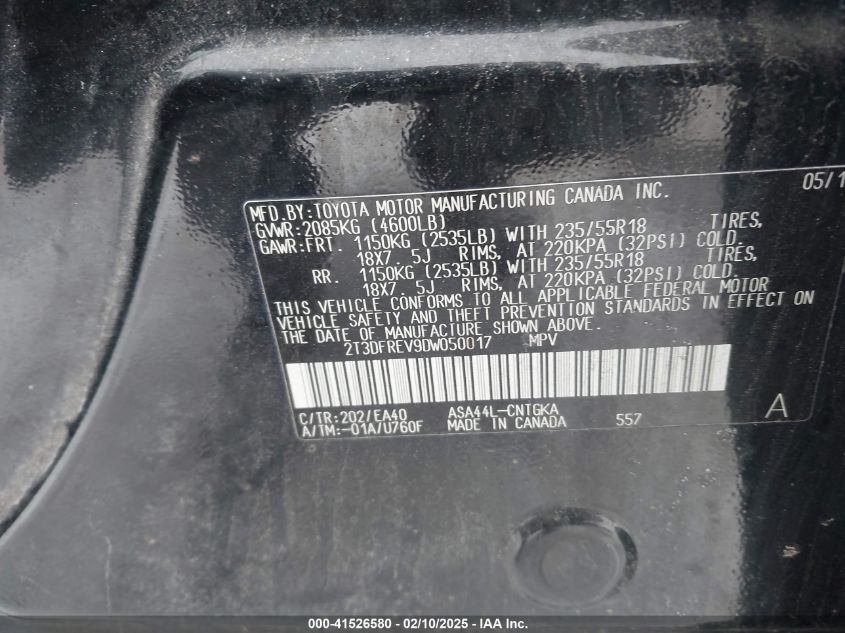 05/1
MFD.BY:TOYOTA MOTOR MANUFACTURING CANADA INC.
GVWR:2085KG (4600LB)
GAWR:FRT. 1150KG (2535LB) WITH 235/55R18 TIRES,
18X7. 5J RIMS, AT 220KPA (32PSI) COLD.
RR. 1150KG (2535LB) WITH 235/55R18 TIRES,
18X7. 5J RIMS, AT 220KPA (32PSI) COLD.
THIS VEHICLE CONFORMS TO ALL APPLICABLE FEDERAL MOTOR
VEHICLE SAFETY AND THEFT PREVENTION STANDARDS IN EFFECT ON
THE DATE OF MANUFACTURE SHOWN ABOVE.
2T3DFREV9DW050017 MPV
C/TR:202/EA40 ASA44L-CNTGKA A
A/TM:-01A/U760F MADE IN CANADA 557
000-41526580 - 02/10/2025 - IAA Inc.